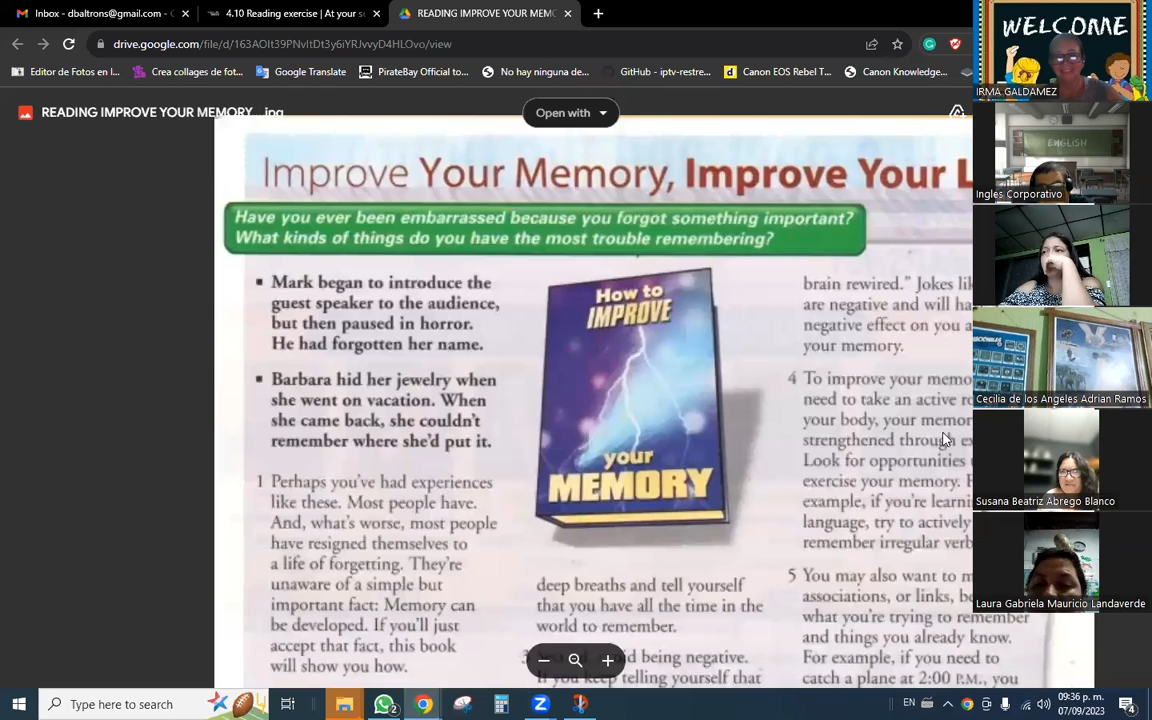 Inbox - dbaltrons@gmail.com -
4.10 Reading exercise | At your s
READING IMPROVE YOUR MEMO
drive.google.com/file/d/163AOIt39PNvItDt3y6iYRJvvyD4HLOvo/view
Editor de Fotos en l...
Crea collages de fot...
Google Translate
PirateBay Official to...
No hay ninguna de...
GitHub - iptv-restre...
Canon EOS Rebel T...
Canon Knowledge...
READING IMPROVE YOUR MEMORY....jpg
Open with
Improve Your Memory, Improve Your L
Have you ever been embarrassed because you forgot something important?
What kinds of things do you have the most trouble remembering?
▪ Mark began to introduce the
guest speaker to the audience,
but then paused in horror.
He had forgotten her name.
▪ Barbara hid her jewelry when
she went on vacation. When
she came back, she couldn't
remember where she'd put it.
1 Perhaps you've had experiences
like these. Most people have.
And, what's worse, most people
have resigned themselves to
a life of forgetting. They're
unaware of a simple but
important fact: Memory can
be developed. If you'll just
accept that fact, this book
will show you how.
How to
IMPROVE
your
MEMORY
deep breaths and tell yourself
that you have all the time in the
world to remember.
being negative.
If you keep telling yourself that
brain rewired." Jokes lik
are negative and will ha
negative effect on you a
your memory.
4 To improve your memo
need to take an active ro
your body, your memor
strengthened through ex
Look for opportunities
exercise your memory. F
example, if you're learni
language, try to actively
remember irregular verb
5 You may also want to m
associations, or links, be
what you're trying to remember
and things you already know.
For example, if you need to
catch a plane at 2:00 P.M., you
WELCOME
IRMA GALDAMEZ
ENGLISH
Ingles Corporativo
Cecilia de los Angeles Adrian Ramos
Susana Beatriz Abrego Blanco
Laura Gabriela Mauricio Landaverde
Type here to search
2
EN
09:36 p. m.
07/09/2023
4